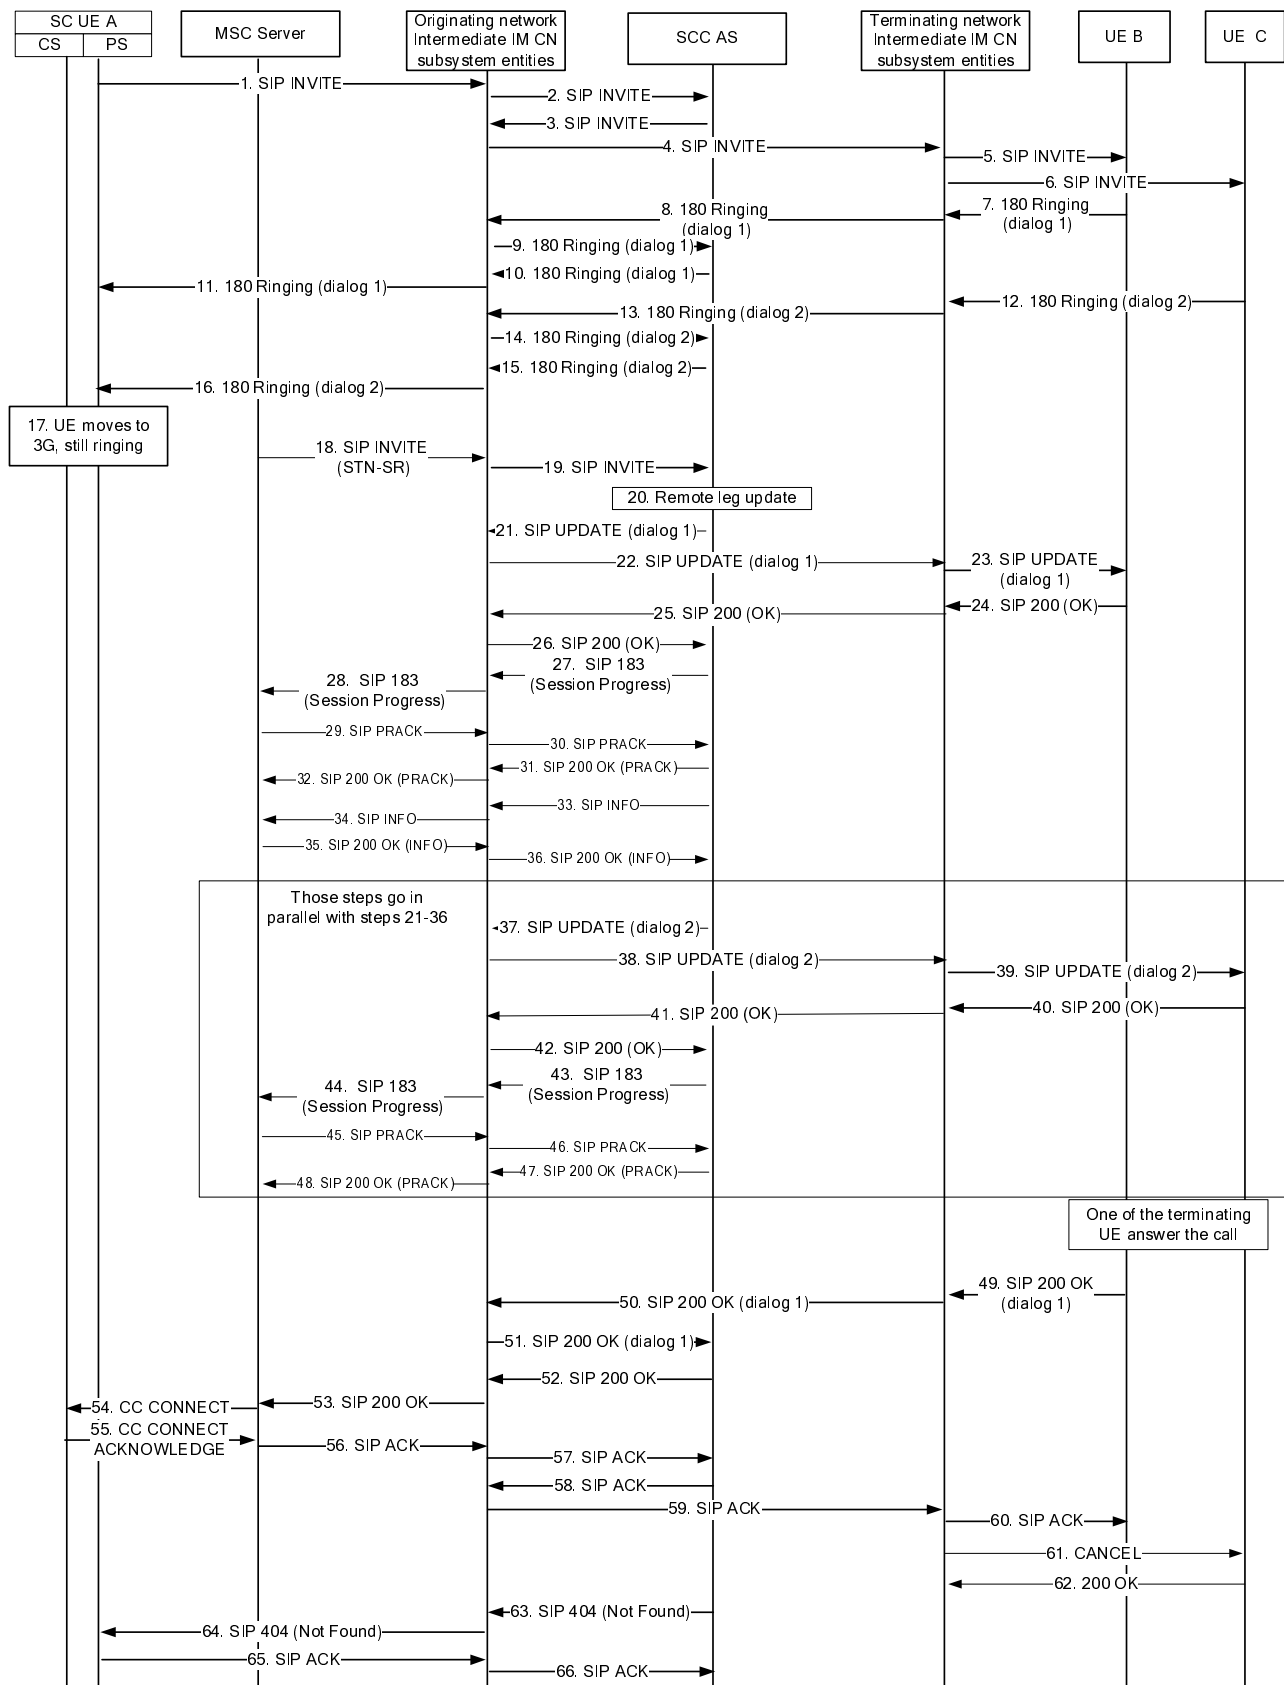 SC UE A
CS
PS
MSC Server
Originating network
Intermediate IM CN
subsystem entities
SCC AS
Terminating network
Intermediate IM CN
subsystem entities
UE B
UE C
1. SIP INVITE
2. SIP INVITE
3. SIP INVITE
4. SIP INVITE
5. SIP INVITE
6. SIP INVITE
7. 180 Ringing
(dialog 1)
8. 180 Ringing
(dialog 1)
9. 180 Ringing (dialog 1)
10. 180 Ringing (dialog 1)
11. 180 Ringing (dialog 1)
12. 180 Ringing (dialog 2)
13. 180 Ringing (dialog 2)
14. 180 Ringing (dialog 2)
15. 180 Ringing (dialog 2)
16. 180 Ringing (dialog 2)
17. UE moves to
3G, still ringing
18. SIP INVITE
(STN-SR)
19. SIP INVITE
20. Remote leg update
21. SIP UPDATE (dialog 1)
22. SIP UPDATE (dialog 1)
23. SIP UPDATE
(dialog 1)
24. SIP 200 (OK)
25. SIP 200 (OK)
26. SIP 200 (OK)
27. SIP 183
(Session Progress)
28. SIP 183
(Session Progress)
29. SIP PRACK
30. SIP PRACK
31. SIP 200 OK (PRACK)
32. SIP 200 OK (PRACK)
33. SIP INFO
34. SIP INFO
35. SIP 200 OK (INFO)
36. SIP 200 OK (INFO)
Those steps go in
parallel with steps 21-36
37. SIP UPDATE (dialog 2)
38. SIP UPDATE (dialog 2)
39. SIP UPDATE (dialog 2)
40. SIP 200 (OK)
41. SIP 200 (OK)
42. SIP 200 (OK)
43. SIP 183
(Session Progress)
44. SIP 183
(Session Progress)
45. SIP PRACK
46. SIP PRACK
47. SIP 200 OK (PRACK)
48. SIP 200 OK (PRACK)
One of the terminating
UE answer the call
49. SIP 200 OK
(dialog 1)
50. SIP 200 OK (dialog 1)
51. SIP 200 OK (dialog 1)
52. SIP 200 OK
53. SIP 200 OK
54. CC CONNECT
55. CC CONNECT
ACKNOWLEDGE
56. SIP ACK
57. SIP ACK
58. SIP ACK
59. SIP ACK
60. SIP ACK
61. CANCEL
62. 200 OK
63. SIP 404 (Not Found)
64. SIP 404 (Not Found)
65. SIP ACK
66. SIP ACK